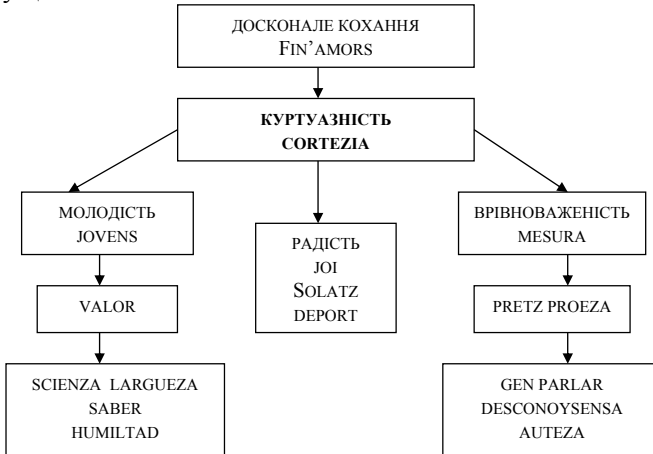 ДОСКОНАЛЕ КОХАННЯ
FIN’AMORS
КУРТУАЗНІСТЬ
CORTEZIA
МОЛОДІСТЬ
JOVENS
РАДІСТЬ
JOI
SOLATZ
DEPORT
ВРІВНОВАЖЕНІСТЬ
MESURA
VALOR
PRETZ PROEZA
SCIENZA LARGUEZA
SABER
HUMILTAD
GEN PARLAR
DESCONOYSENSA
AUTEZA